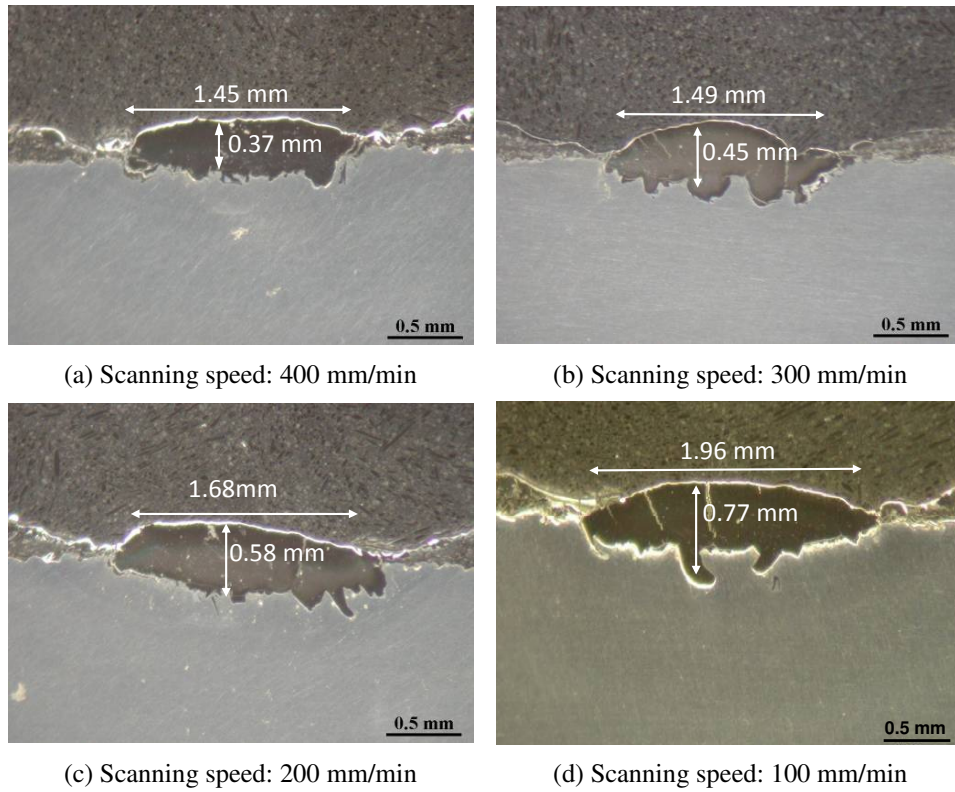 1.45 mm
0.37 mm
0.5 mm
(a) Scanning speed: 400 mm/min
1.49 mm
0.45 mm
0.5 mm
(b) Scanning speed: 300 mm/min
1.68mm
0.58 mm
0.5 mm
(c) Scanning speed: 200 mm/min
1.96 mm
0.77 mm
0.5 mm
(d) Scanning speed: 100 mm/min